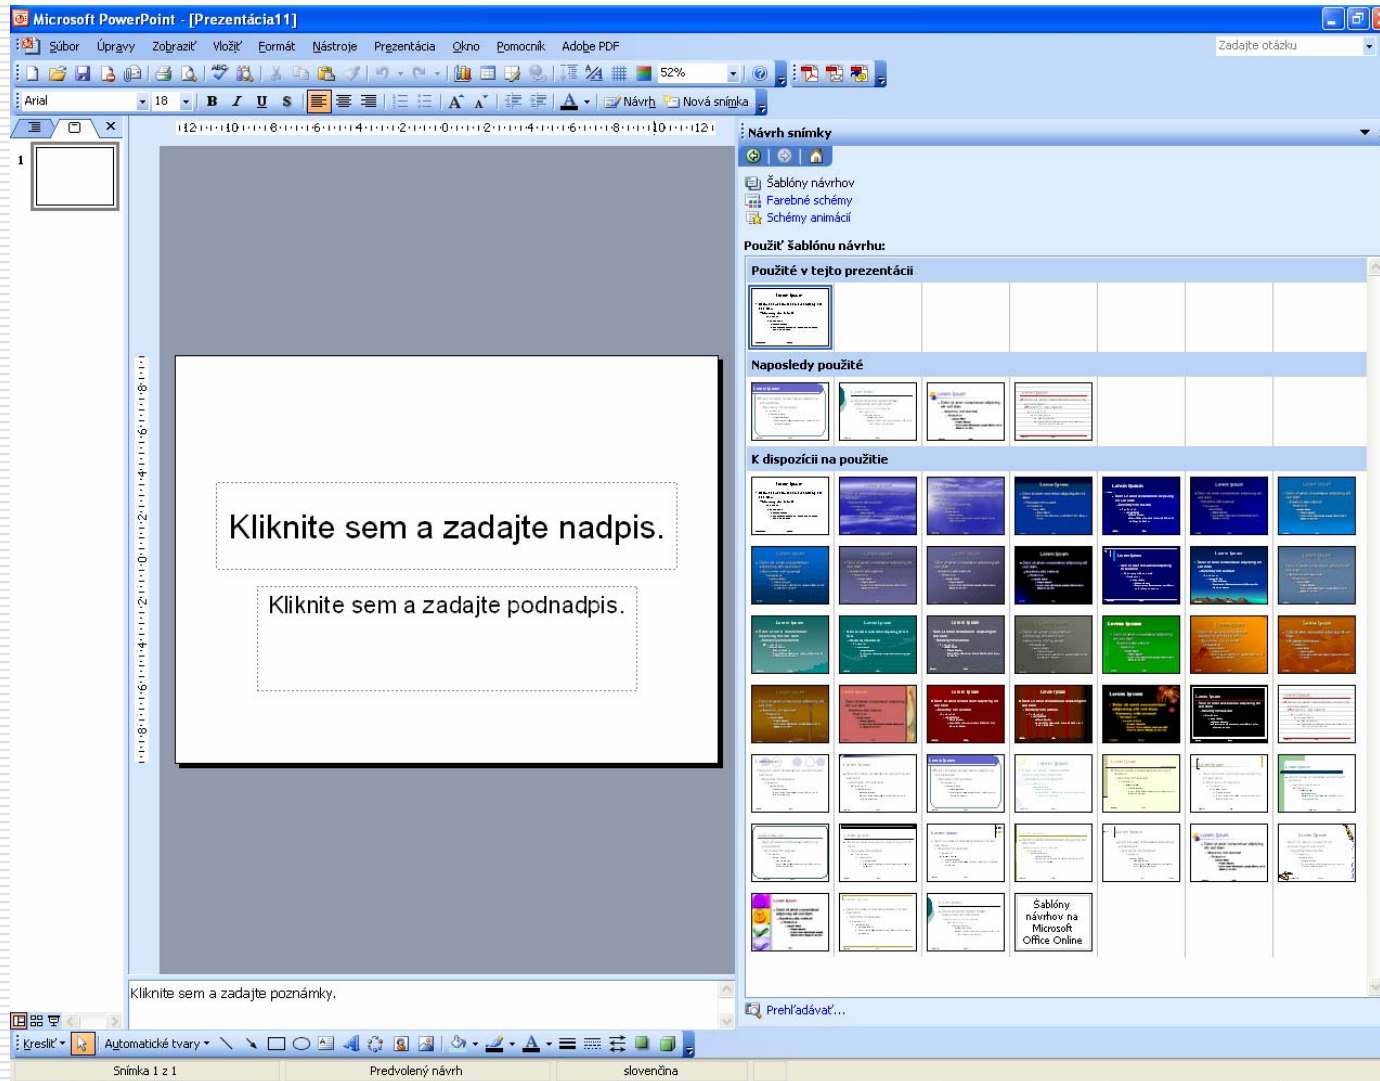 Microsoft PowerPoint - [Prezentácia11]
Súbor Úpravy Zobraziť Vložiť Formát Nástroje Prezentácia Okno Pomocník Adobe PDF
Zadajte otázku
52%
Arial 18 B I U S Návrh Nová snímka
Návrh snímky
1
Šablóny návrhov
Farebné schémy
Schémy animácií
Použiť šablónu návrhu:
Použité v tejto prezentácii
Naposledy použité
K dispozícii na použitie
Kliknite sem a zadajte nadpis.
Kliknite sem a zadajte podnadpis.
Šablóny
návrhov na
Microsoft
Office Online
Kliknite sem a zadajte poznámky.
Prehľadávať...
Kresliť Automatické tvary
Snímka 1 z 1 Predvolený návrh slovenčina